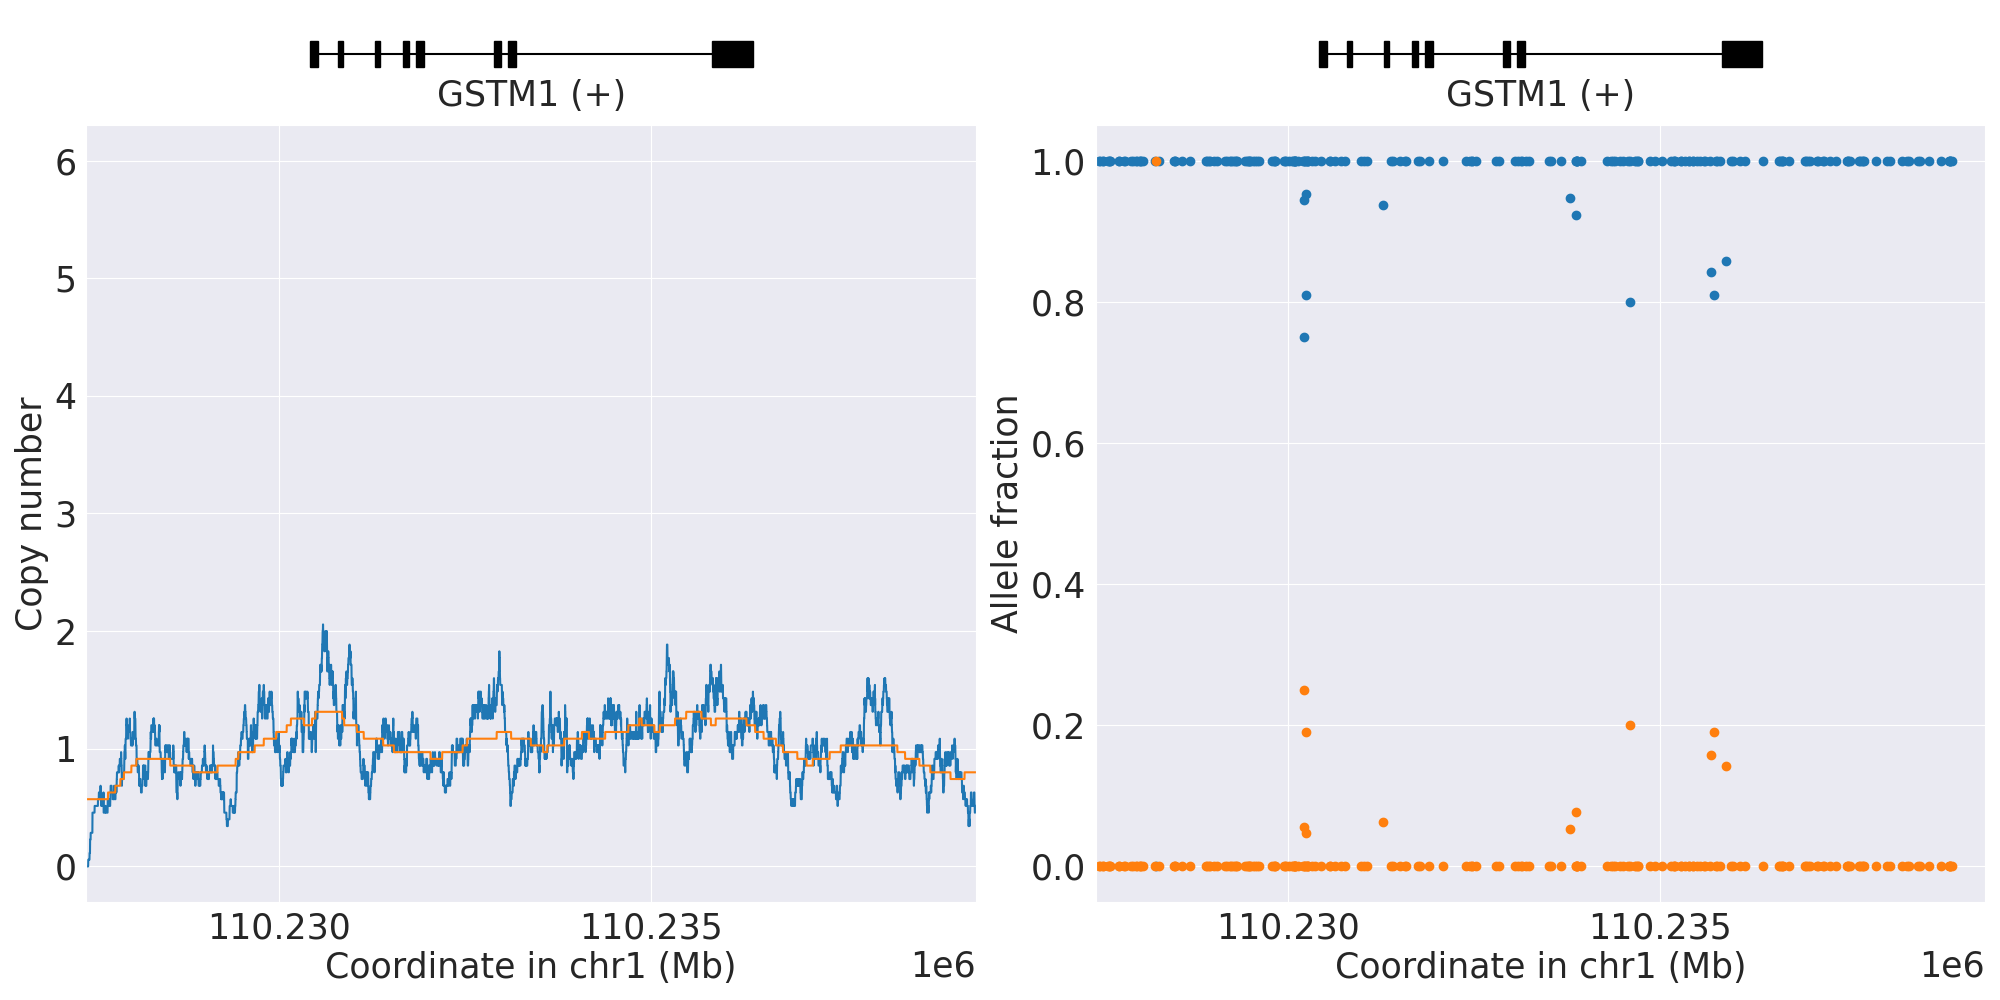 GSTM1 (+)
6
5
4
3
2
1
0
Copy number
110.230
110.235
Coordinate in chr1 (Mb)
1e6
GSTM1 (+)
1.0
0.8
0.6
0.4
0.2
0.0
Allele fraction
110.230
110.235
Coordinate in chr1 (Mb)
1e6